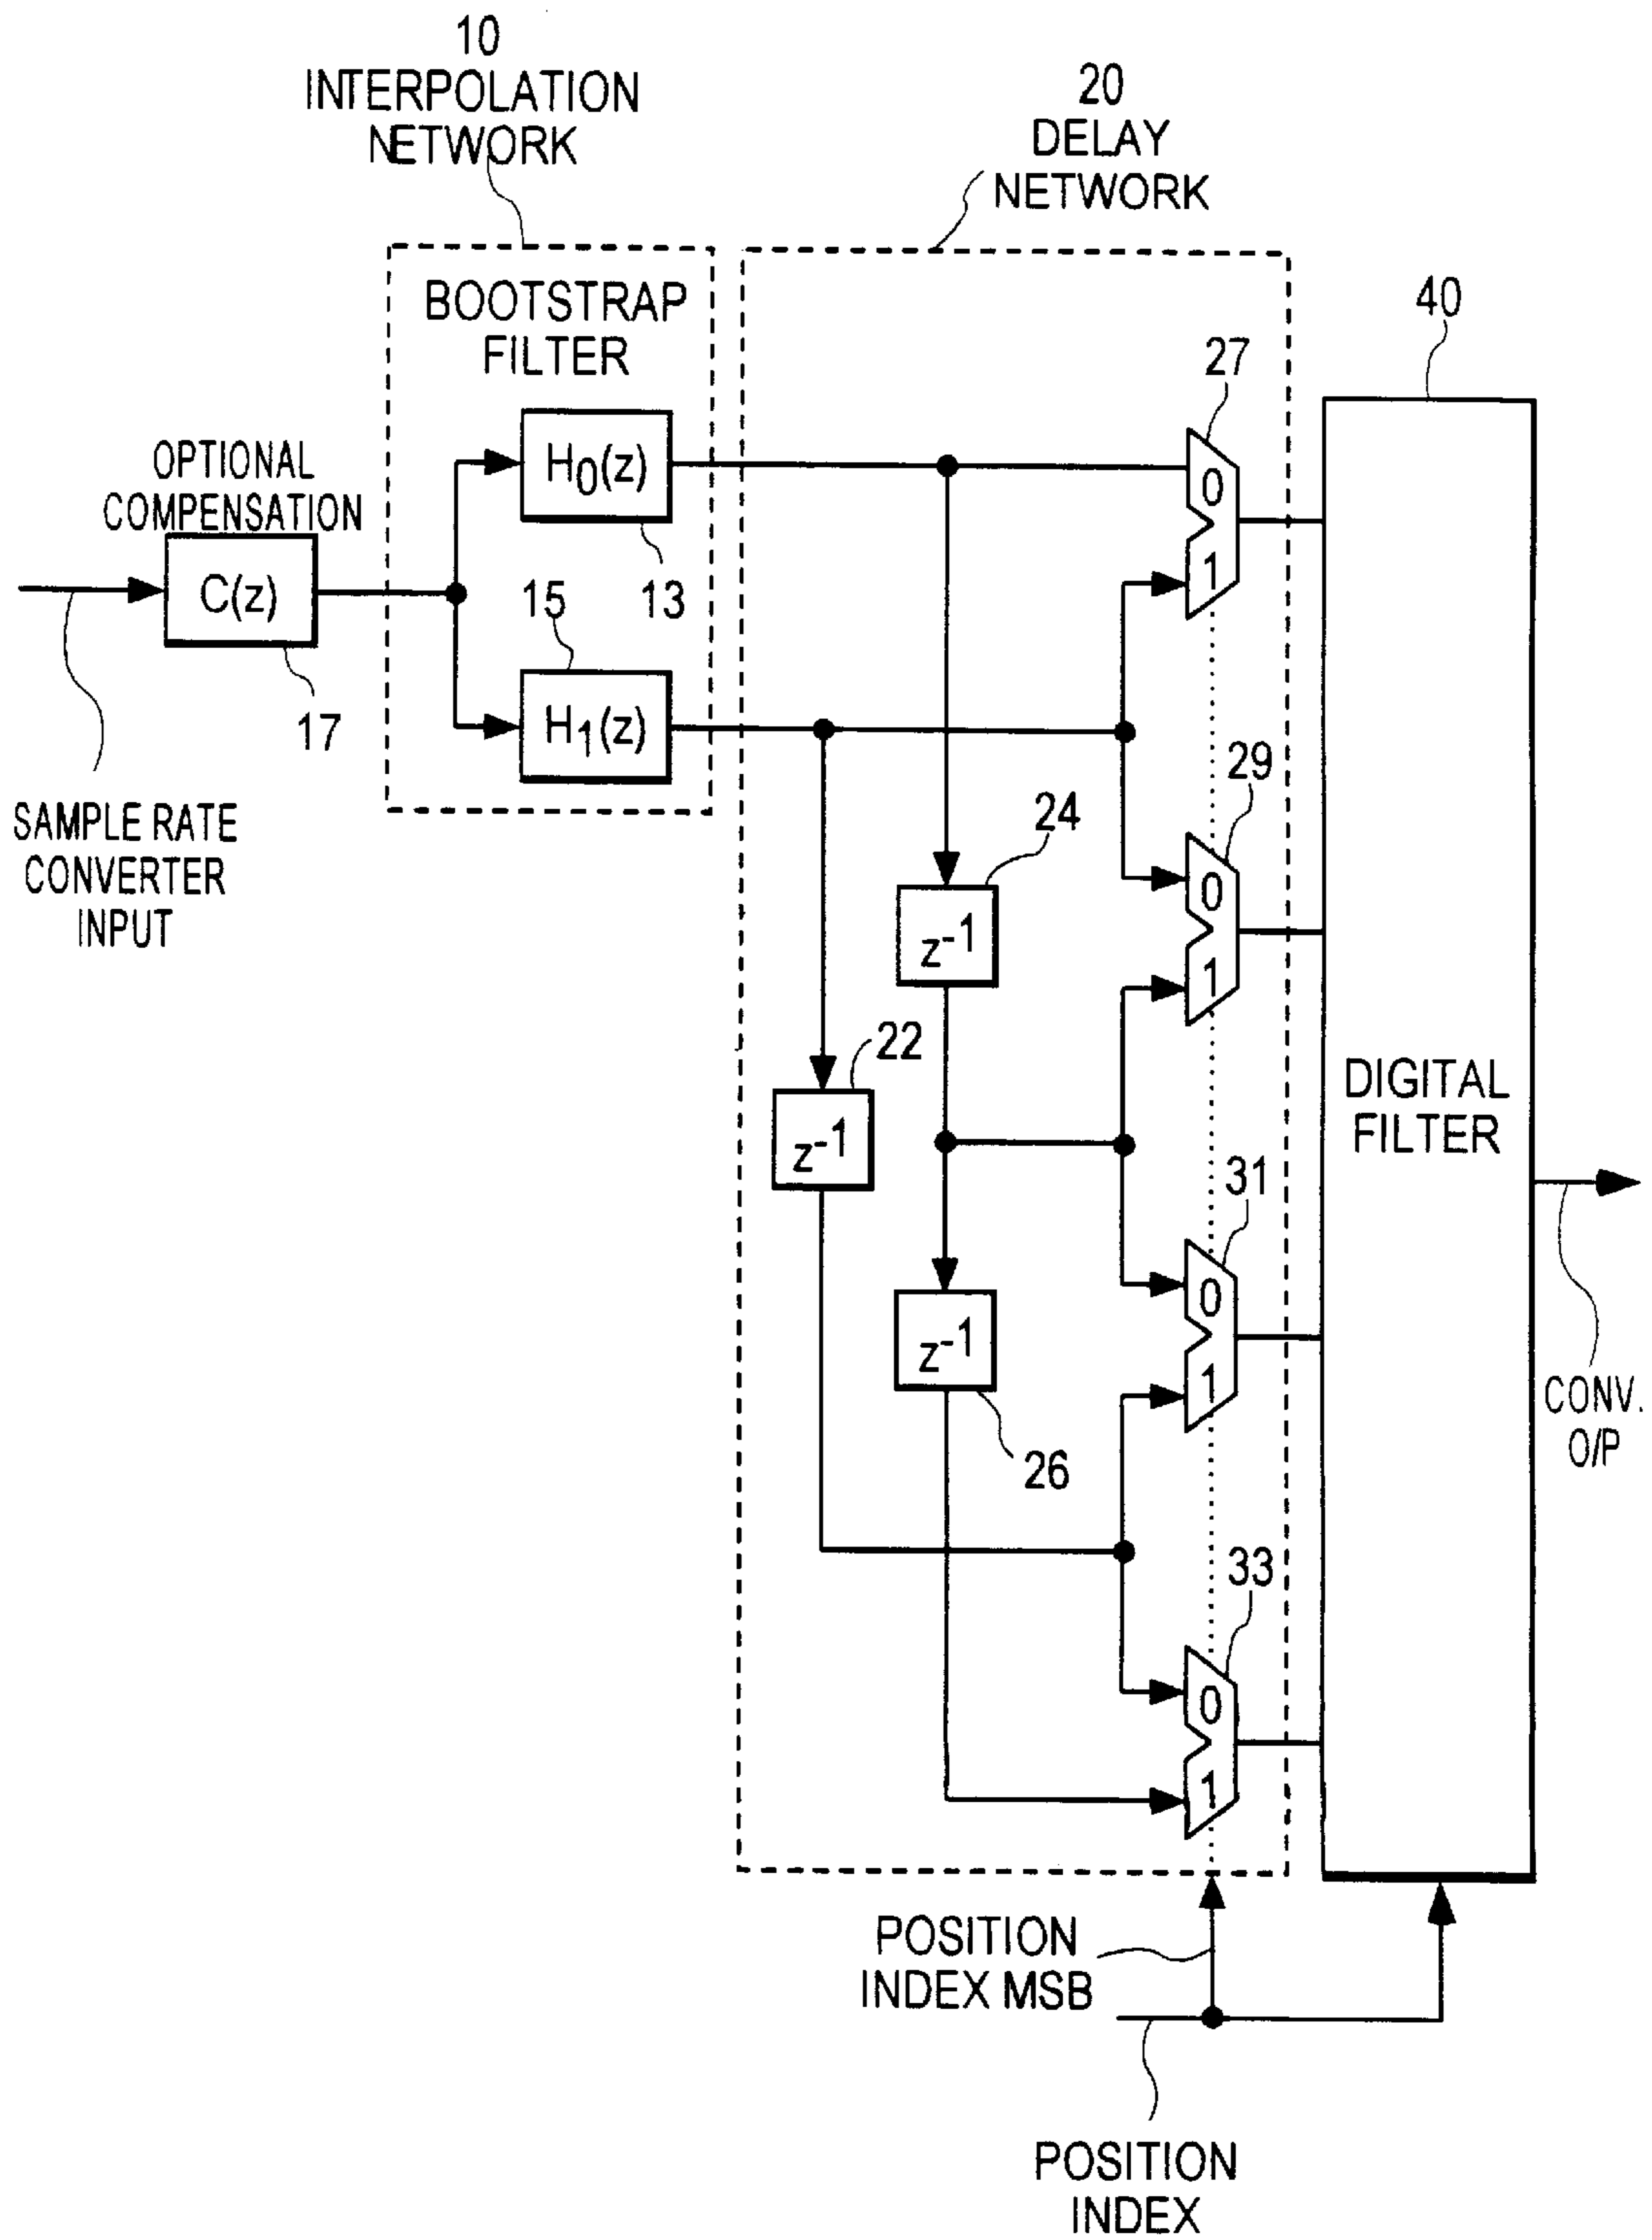 10
INTERPOLATION
NETWORK
20
DELAY
NETWORK
BOOTSTRAP
FILTER
40
27
OPTIONAL
COMPENSATION
H0(z)
0
1
C(z)
15
13
17
H1(z)
29
SAMPLE RATE
CONVERTER
INPUT
24
0
1
z-1
22
DIGITAL
FILTER
z-1
31
0
1
z-1
CONV.
O/P
26
33
0
1
POSITION
INDEX MSB
POSITION
INDEX